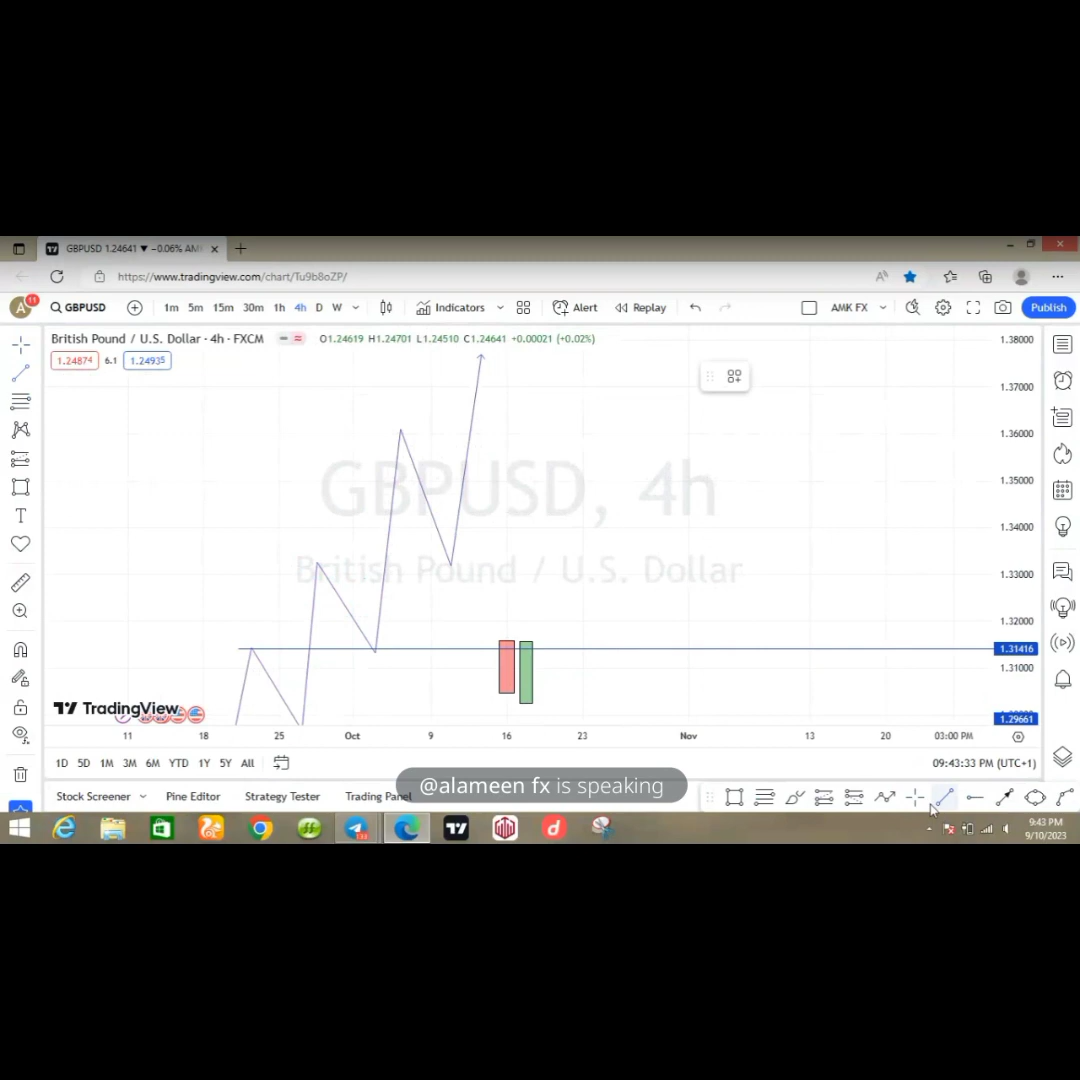 GBPUSD 1.24641 ▼ −0.06% AM
https://www.tradingview.com/chart/Tu9b8oZP/
A 11 GBPUSD 1m 5m 15m 30m 1h 4h D W Indicators Alert Replay AMK FX Publish
British Pound / U.S. Dollar · 4h · FXCM O1.24619 H1.24701 L1.24510 C1.24641 +0.00021 (+0.02%)
1.24874 6.1 1.24935
1.38000
1.37000
1.36000
1.35000
1.34000
1.33000
1.32000
1.31416
1.31000
1.29661
GBPUSD, 4h
British Pound / U.S. Dollar
TradingView
11 18 25 Oct 9 16 23 Nov 13 20 03:00 PM
1D 5D 1M 3M 6M YTD 1Y 5Y All 09:43:33 PM (UTC+1)
@alameen fx is speaking
Stock Screener Pine Editor Strategy Tester Trading Panel
9:43 PM
9/10/2023